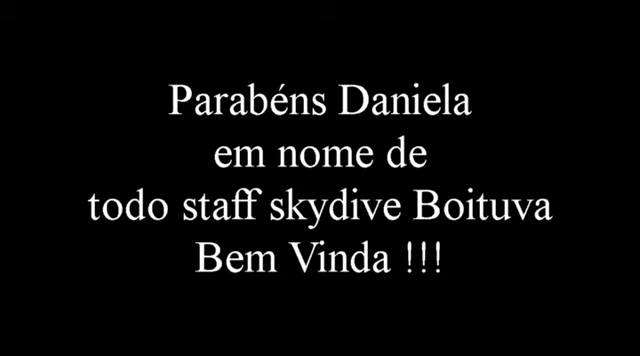 Parabéns Daniela
em nome de
todo staff skydive Boituva
Bem Vinda !!!